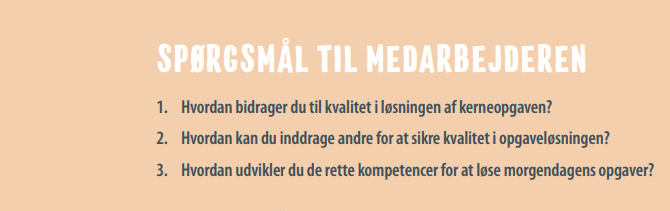 SPØRGSMÅL TIL MEDARBEJDEREN
1. Hvordan bidrager du til kvalitet i løsningen af kerneopgaven?
2. Hvordan kan du inddrage andre for at sikre kvalitet i opgaveløsningen?
3. Hvordan udvikler du de rette kompetencer for at løse morgendagens opgaver?